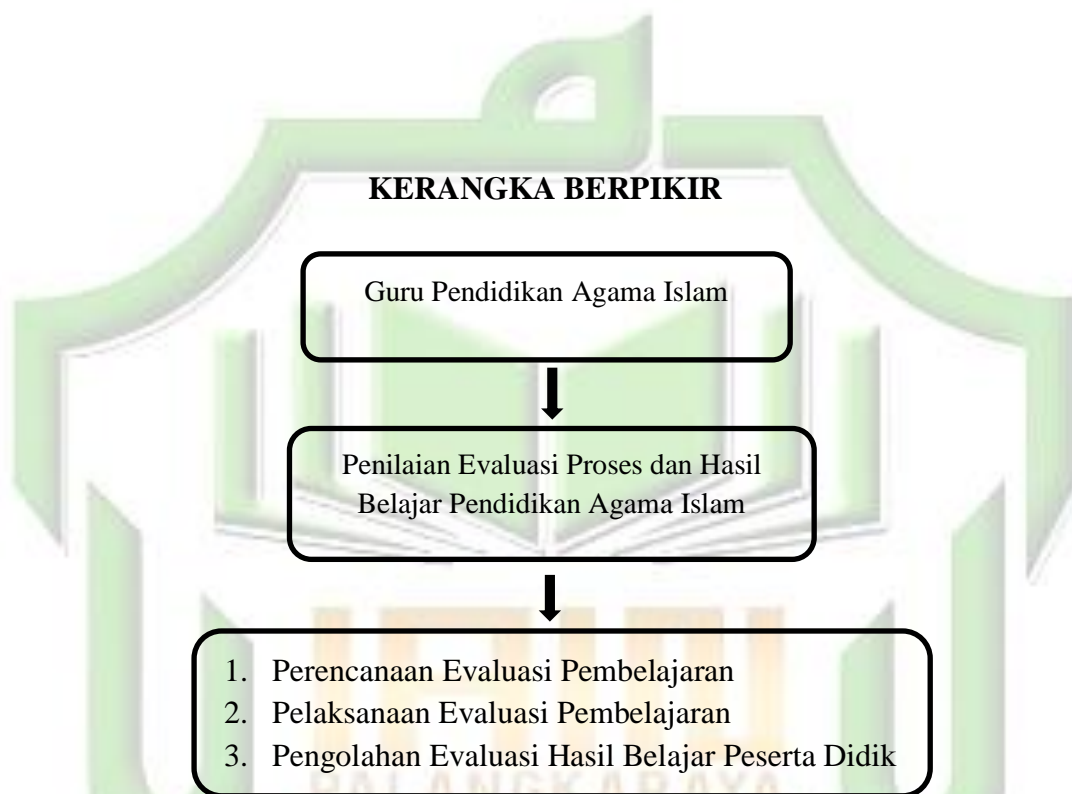 KERANGKA BERPIKIR
Guru Pendidikan Agama Islam
Penilaian Evaluasi Proses dan Hasil
Belajar Pendidikan Agama Islam
1. Perencanaan Evaluasi Pembelajaran
2. Pelaksanaan Evaluasi Pembelajaran
3. Pengolahan Evaluasi Hasil Belajar Peserta Didik
PALANGKARAYA